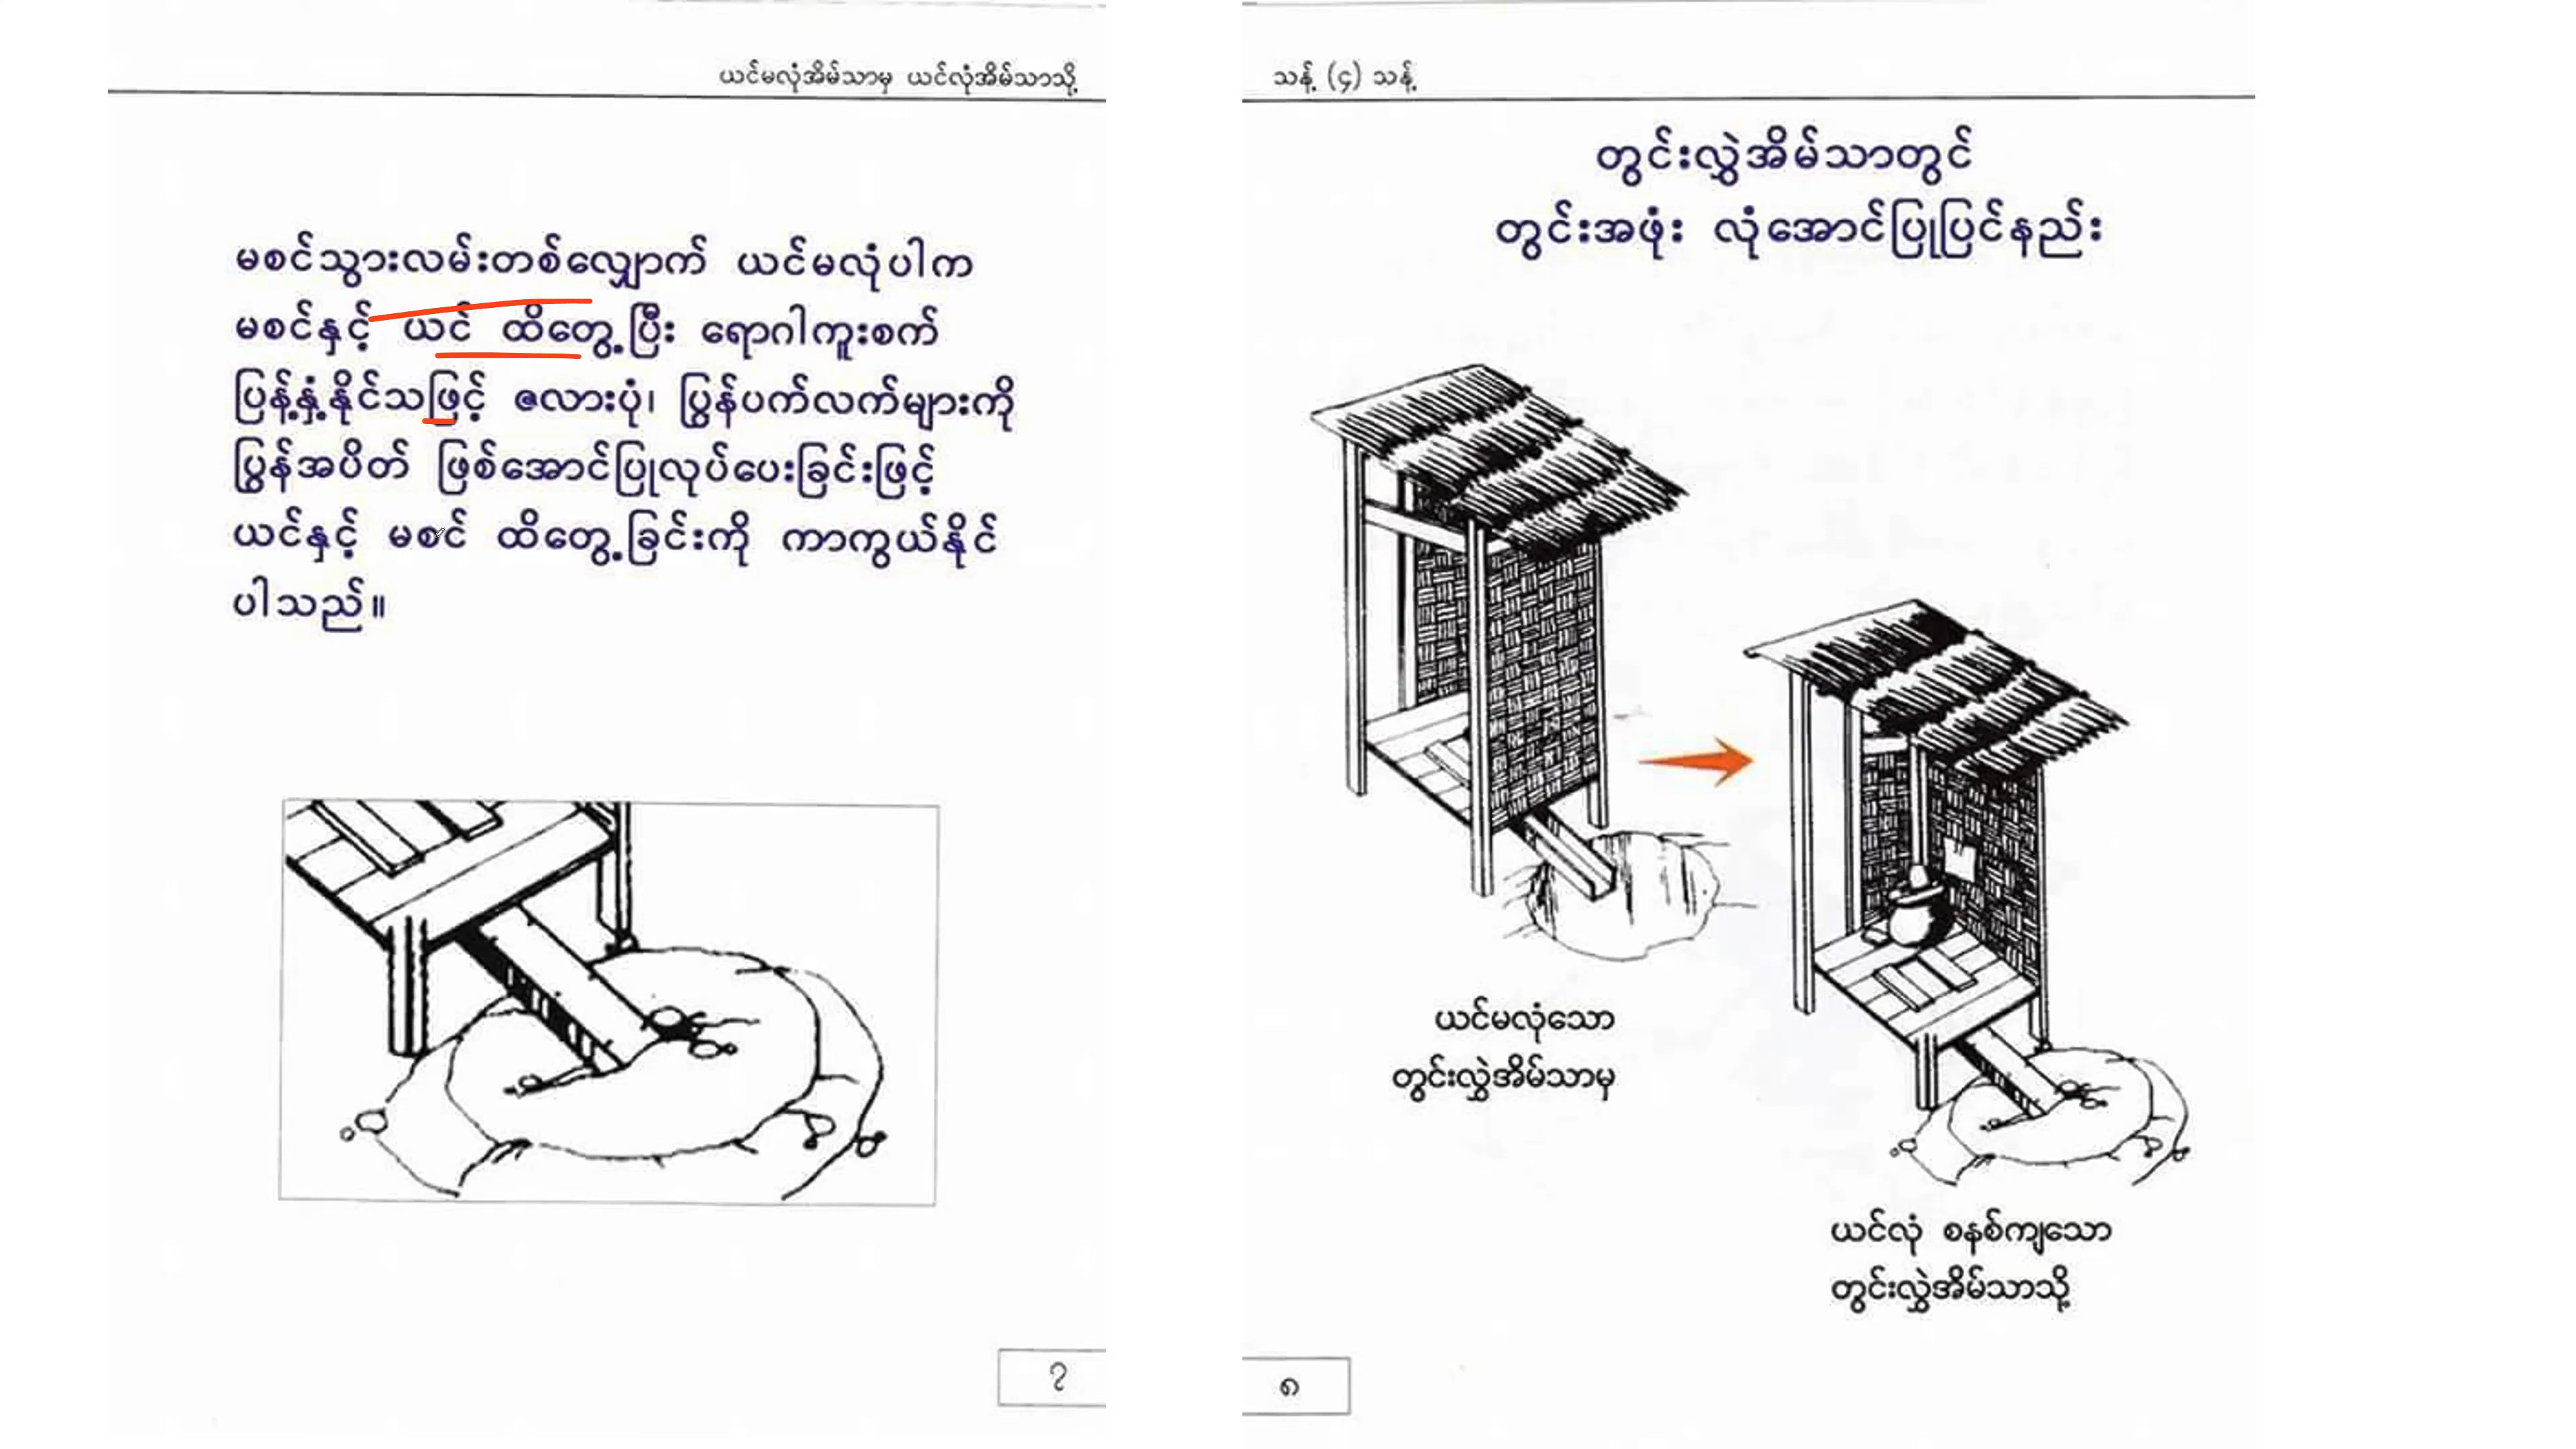 ယင်မလုံအိမ်သာမှ ယင်လုံအိမ်သာသို့
မစင်သွားလမ်းတစ်လျှောက် ယင်မလုံပါက
မစင်နှင့် ယင် ထိတွေ့ပြီး ရောဂါကူးစက်
ပြန့်နှံ့နိုင်သဖြင့် ဇလားပုံ၊ ပြွန်ပက်လက်များကို
ပြွန်အပိတ် ဖြစ်အောင်ပြုလုပ်ပေးခြင်းဖြင့်
ယင်နှင့် မစင် ထိတွေ့ခြင်းကို ကာကွယ်နိုင်
ပါသည်။
၇
သန့် (၄) သန့်
တွင်းလွှဲအိမ်သာတွင်
တွင်းအဖုံး လုံအောင်ပြုပြင်နည်း
ယင်မလုံသော
တွင်းလွှဲအိမ်သာမှ
ယင်လုံ စနစ်ကျသော
တွင်းလွှဲအိမ်သာသို့
၈